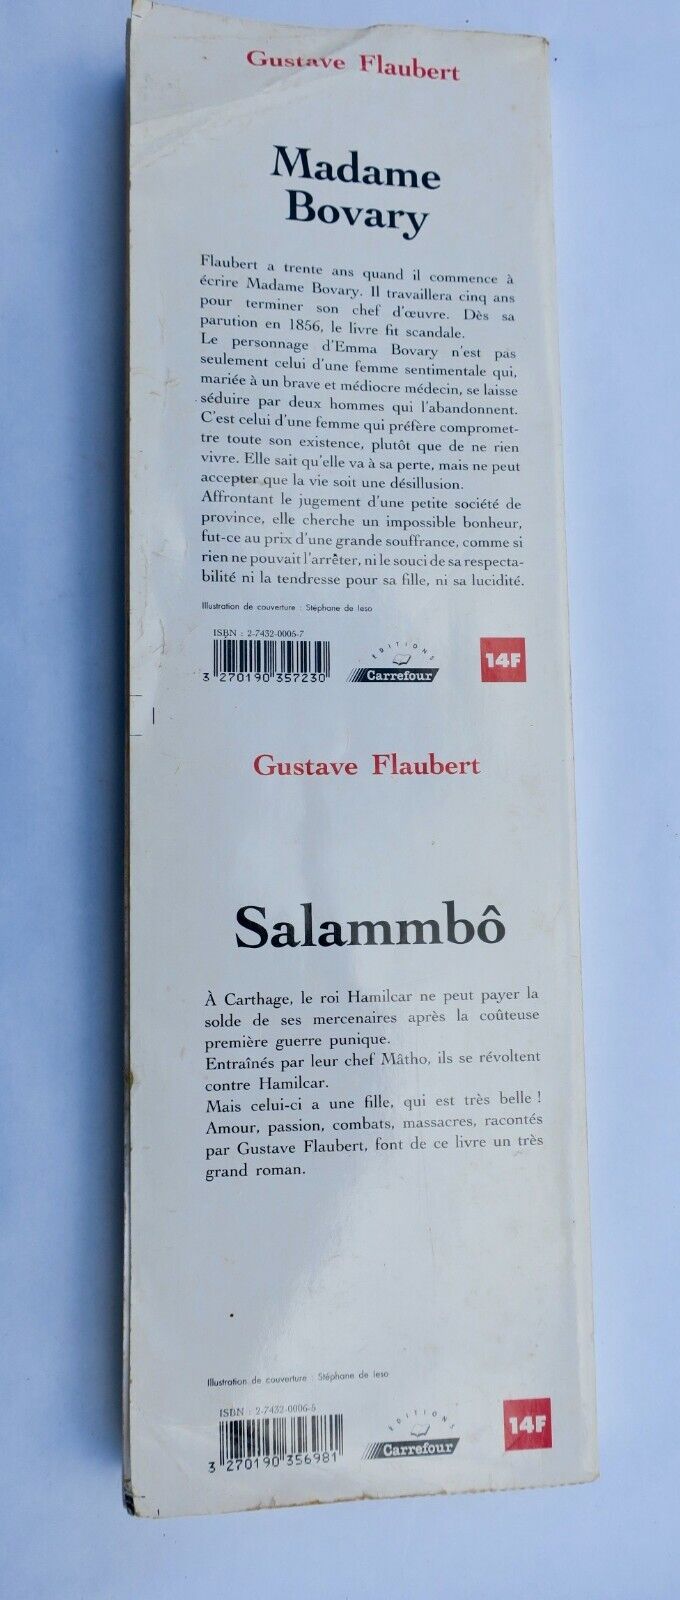 Gustave Flaubert
Madame
Bovary
Flaubert a trente ans quand il commence à
écrire Madame Bovary. Il travaillera cinq ans
pour terminer son chef d'œuvre. Dès sa
parution en 1856, le livre fit scandale.
Le personnage d'Emma Bovary n'est pas
seulement celui d'une femme sentimentale qui,
mariée à un brave et médiocre médecin, se laisse
séduire par deux hommes qui l'abandonnent.
C'est celui d'une femme qui préfère compromet-
tre toute son existence, plutôt que de ne rien
vivre. Elle sait qu'elle va à sa perte, mais ne peut
accepter que la vie soit une désillusion.
Affrontant le jugement d'une petite société de
province, elle cherche un impossible bonheur,
fut-ce au prix d'une grande souffrance, comme si
rien ne pouvait l'arrêter, ni le souci de sa respecta-
bilité ni la tendresse pour sa fille, ni sa lucidité.
Illustration de couverture : Stéphane de Ieso
ISBN : 2-7432-0005-7
3 270190 357230
EDITIONS
Carrefour
14F
Gustave Flaubert
Salammbô
À Carthage, le roi Hamilcar ne peut payer la
solde de ses mercenaires après la coûteuse
première guerre punique.
Entraînés par leur chef Mâtho, ils se révoltent
contre Hamilcar.
Mais celui-ci a une fille, qui est très belle !
Amour, passion, combats, massacres, racontés
par Gustave Flaubert, font de ce livre un très
grand roman.
Illustration de couverture : Stéphane de Ieso
ISBN : 2-7432-0006-5
3 270190 356981
EDITIONS
Carrefour
14F